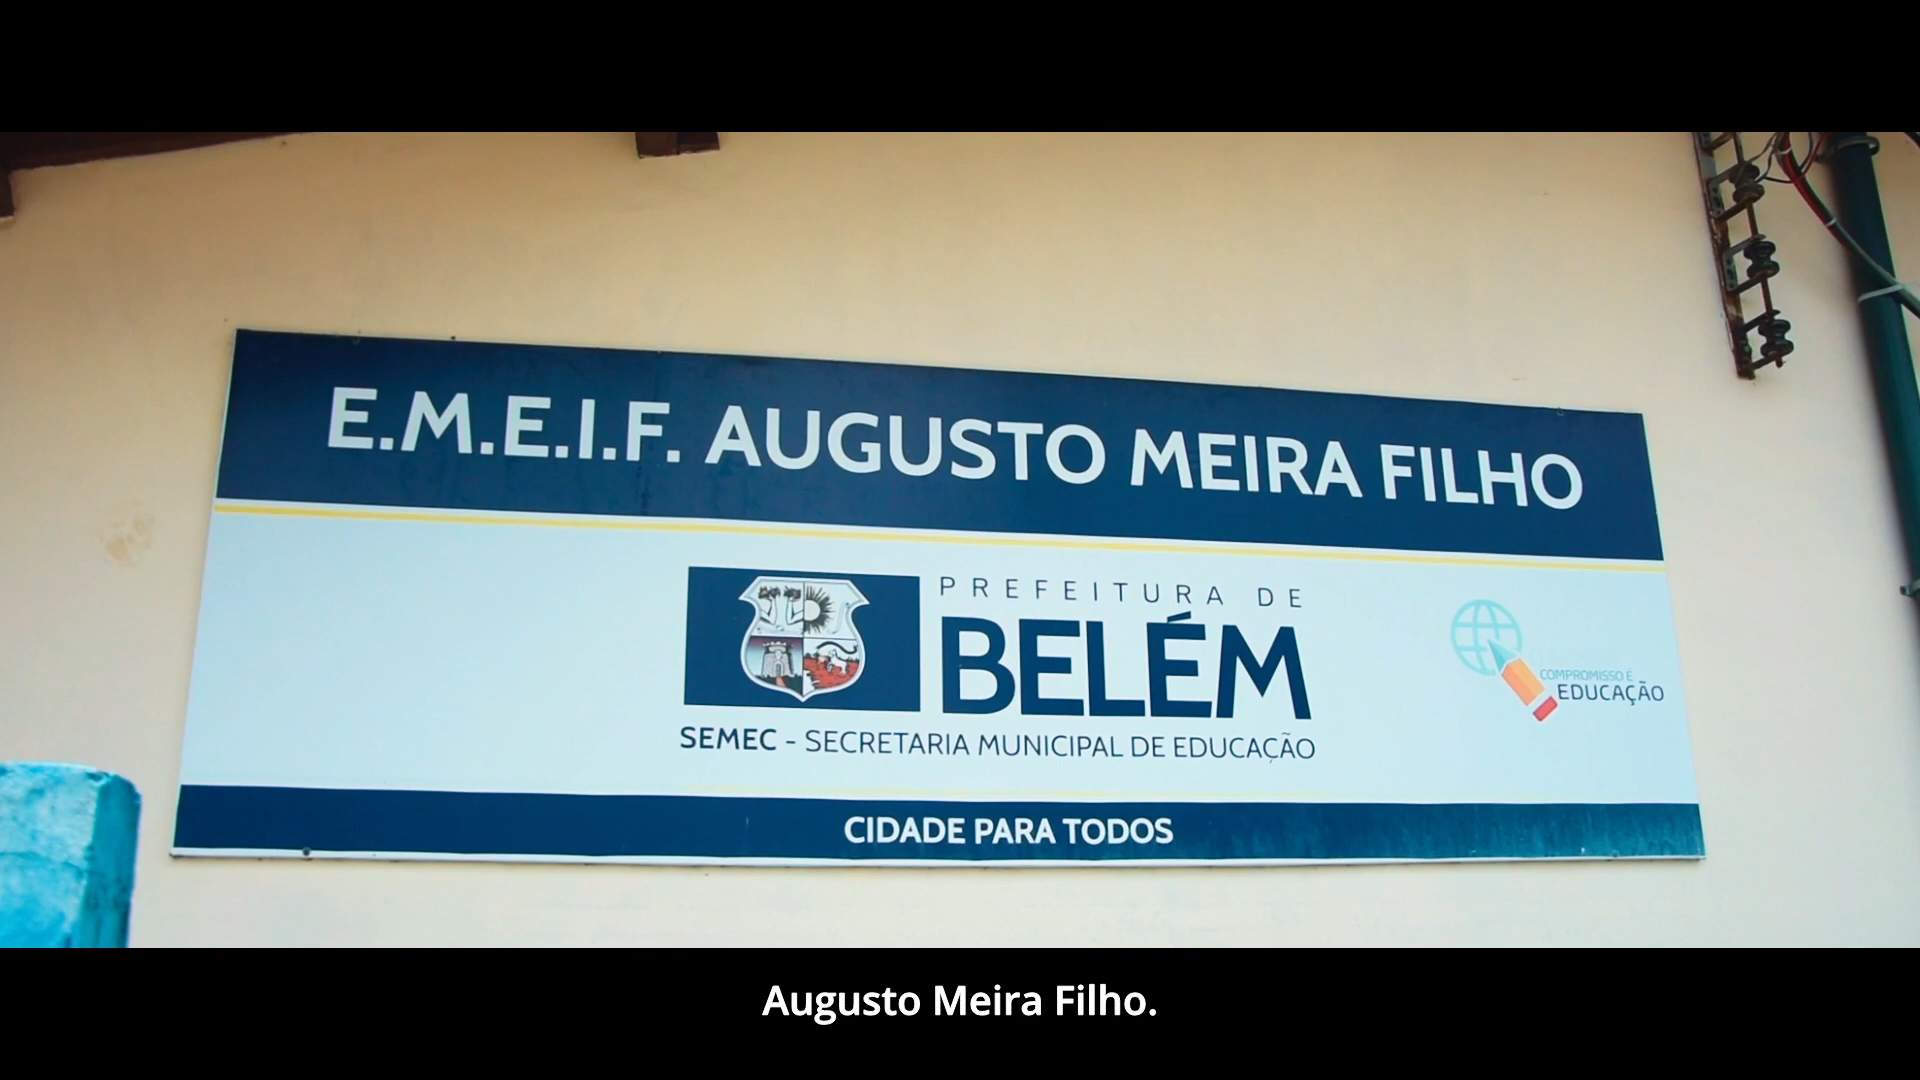 E.M.E.I.F. AUGUSTO MEIRA FILHO
PREFEITURA DE
BELÉM
SEMEC - SECRETARIA MUNICIPAL DE EDUCAÇÃO
COMPROMISSO É
EDUCAÇÃO
CIDADE PARA TODOS
Augusto Meira Filho.